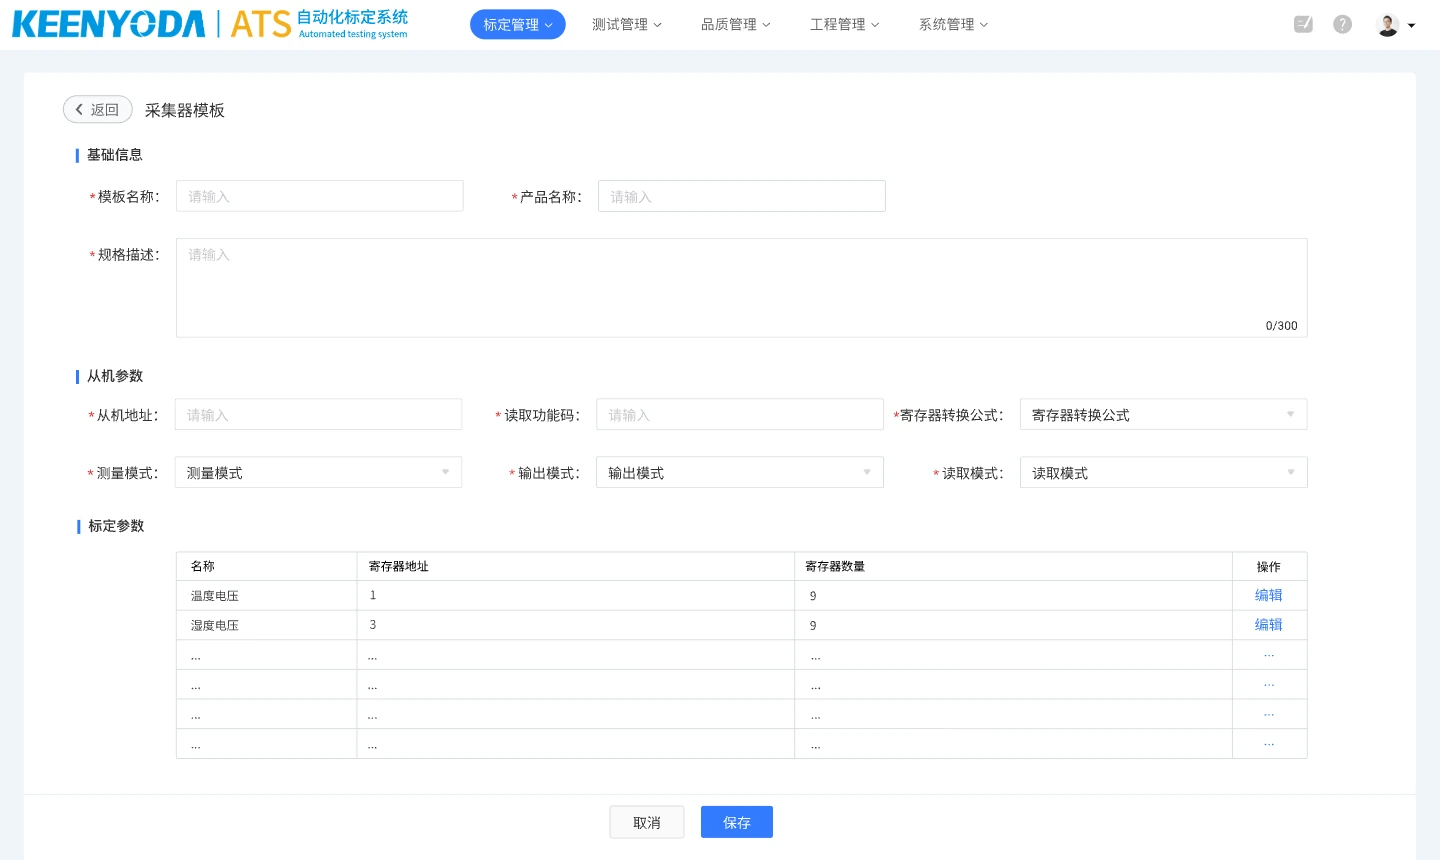 KEENYODA ATS 自动化标定系统
Automated testing system
标定管理 测试管理 品质管理 工程管理 系统管理
返回 采集器模板
基础信息
*模板名称： 请输入 *产品名称： 请输入
*规格描述： 请输入
0/300
从机参数
*从机地址： 请输入 *读取功能码： 请输入 *寄存器转换公式： 寄存器转换公式
*测量模式： 测量模式 *输出模式： 输出模式 *读取模式： 读取模式
标定参数
名称 寄存器地址 寄存器数量 操作
温度电压 1 9 编辑
湿度电压 3 9 编辑
... ... ... ...
... ... ... ...
... ... ... ...
... ... ... ...
取消 保存